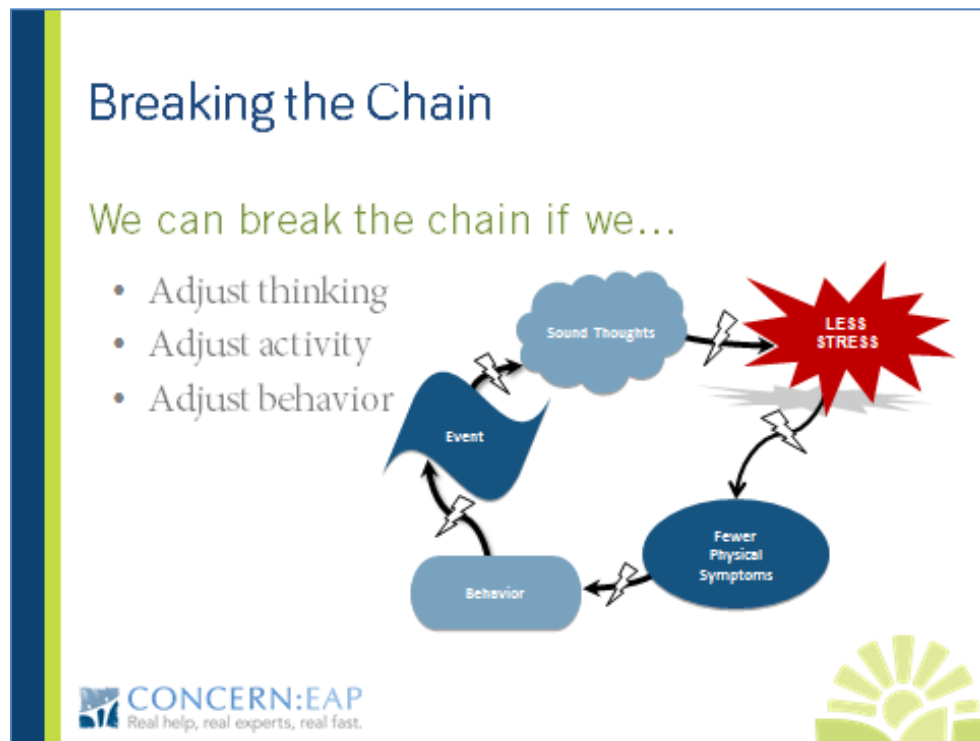 Breaking the Chain
We can break the chain if we...
• Adjust thinking
• Adjust activity
• Adjust behavior
Sound Thoughts
LESS
STRESS
Event
Fewer
Physical
Symptoms
Behavior
CONCERN:EAP
Real help, real experts, real fast.